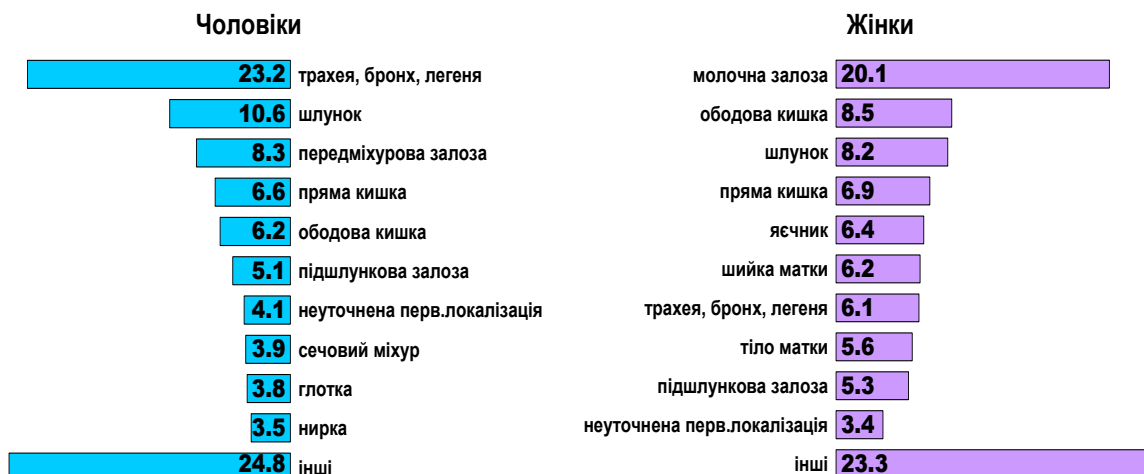 Чоловіки
23.2 трахея, бронх, легеня
10.6 шлунок
8.3 передміхурова залоза
6.6 пряма кишка
6.2 ободова кишка
5.1 підшлункова залоза
4.1 неуточнена перв.локалізація
3.9 сечовий міхур
3.8 глотка
3.5 нирка
24.8 інші
Жінки
молочна залоза 20.1
ободова кишка 8.5
шлунок 8.2
пряма кишка 6.9
яєчник 6.4
шийка матки 6.2
трахея, бронх, легеня 6.1
тіло матки 5.6
підшлункова залоза 5.3
неуточнена перв.локалізація 3.4
інші 23.3